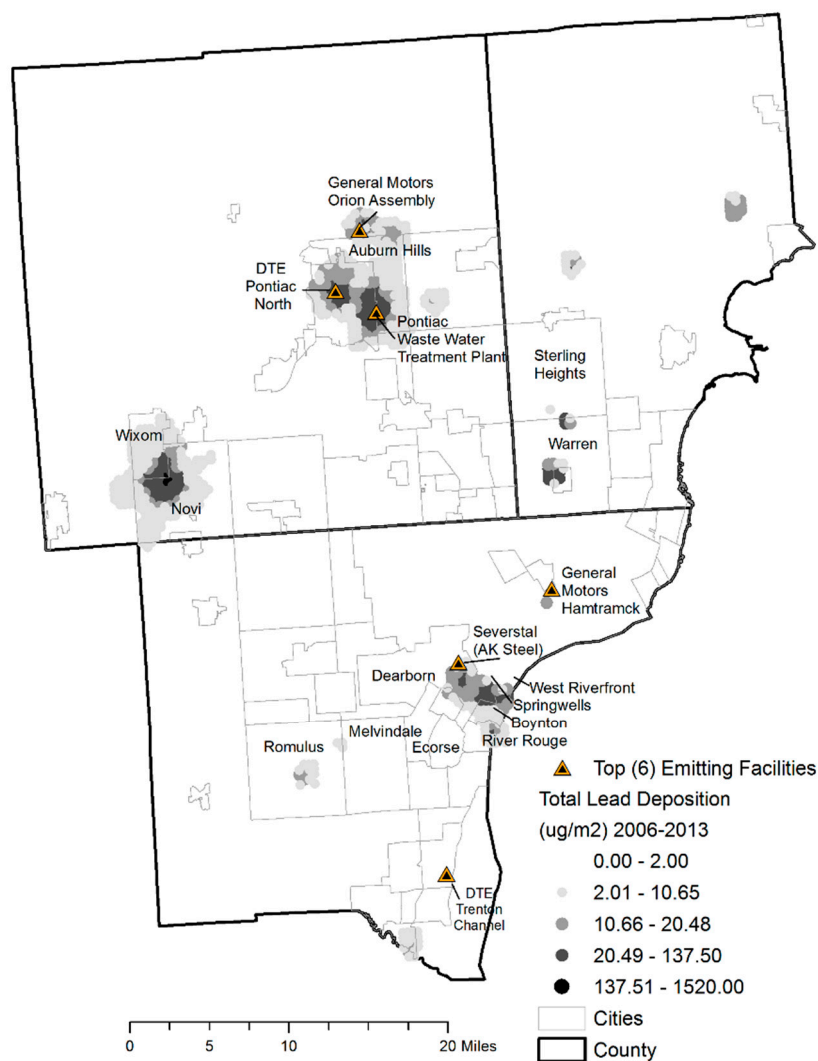 General Motors
Orion Assembly
Auburn Hills
DTE
Pontiac
North
Pontiac
Waste Water
Treatment Plant
Sterling
Heights
Wixom
Warren
Novi
General
Motors
Hamtramck
Severstal
(AK Steel)
Dearborn
West Riverfront
Springwells
Boynton
Melvindale
Romulus
Ecorse
River Rouge
DTE
Trenton
Channel
Top (6) Emitting Facilities
Total Lead Deposition
(ug/m2) 2006-2013
0.00 - 2.00
2.01 - 10.65
10.66 - 20.48
20.49 - 137.50
137.51 - 1520.00
Cities
County
0 5 10 15 20 Miles